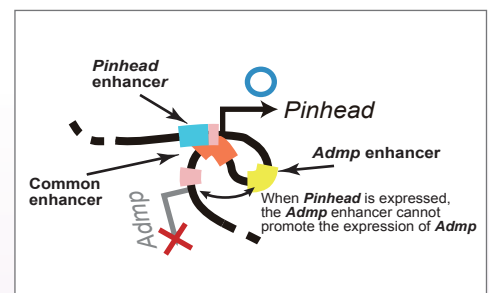 Pinhead
enhancer
Pinhead
Admp enhancer
Common
enhancer
Admp
When Pinhead is expressed,
the Admp enhancer cannot
promote the expression of Admp